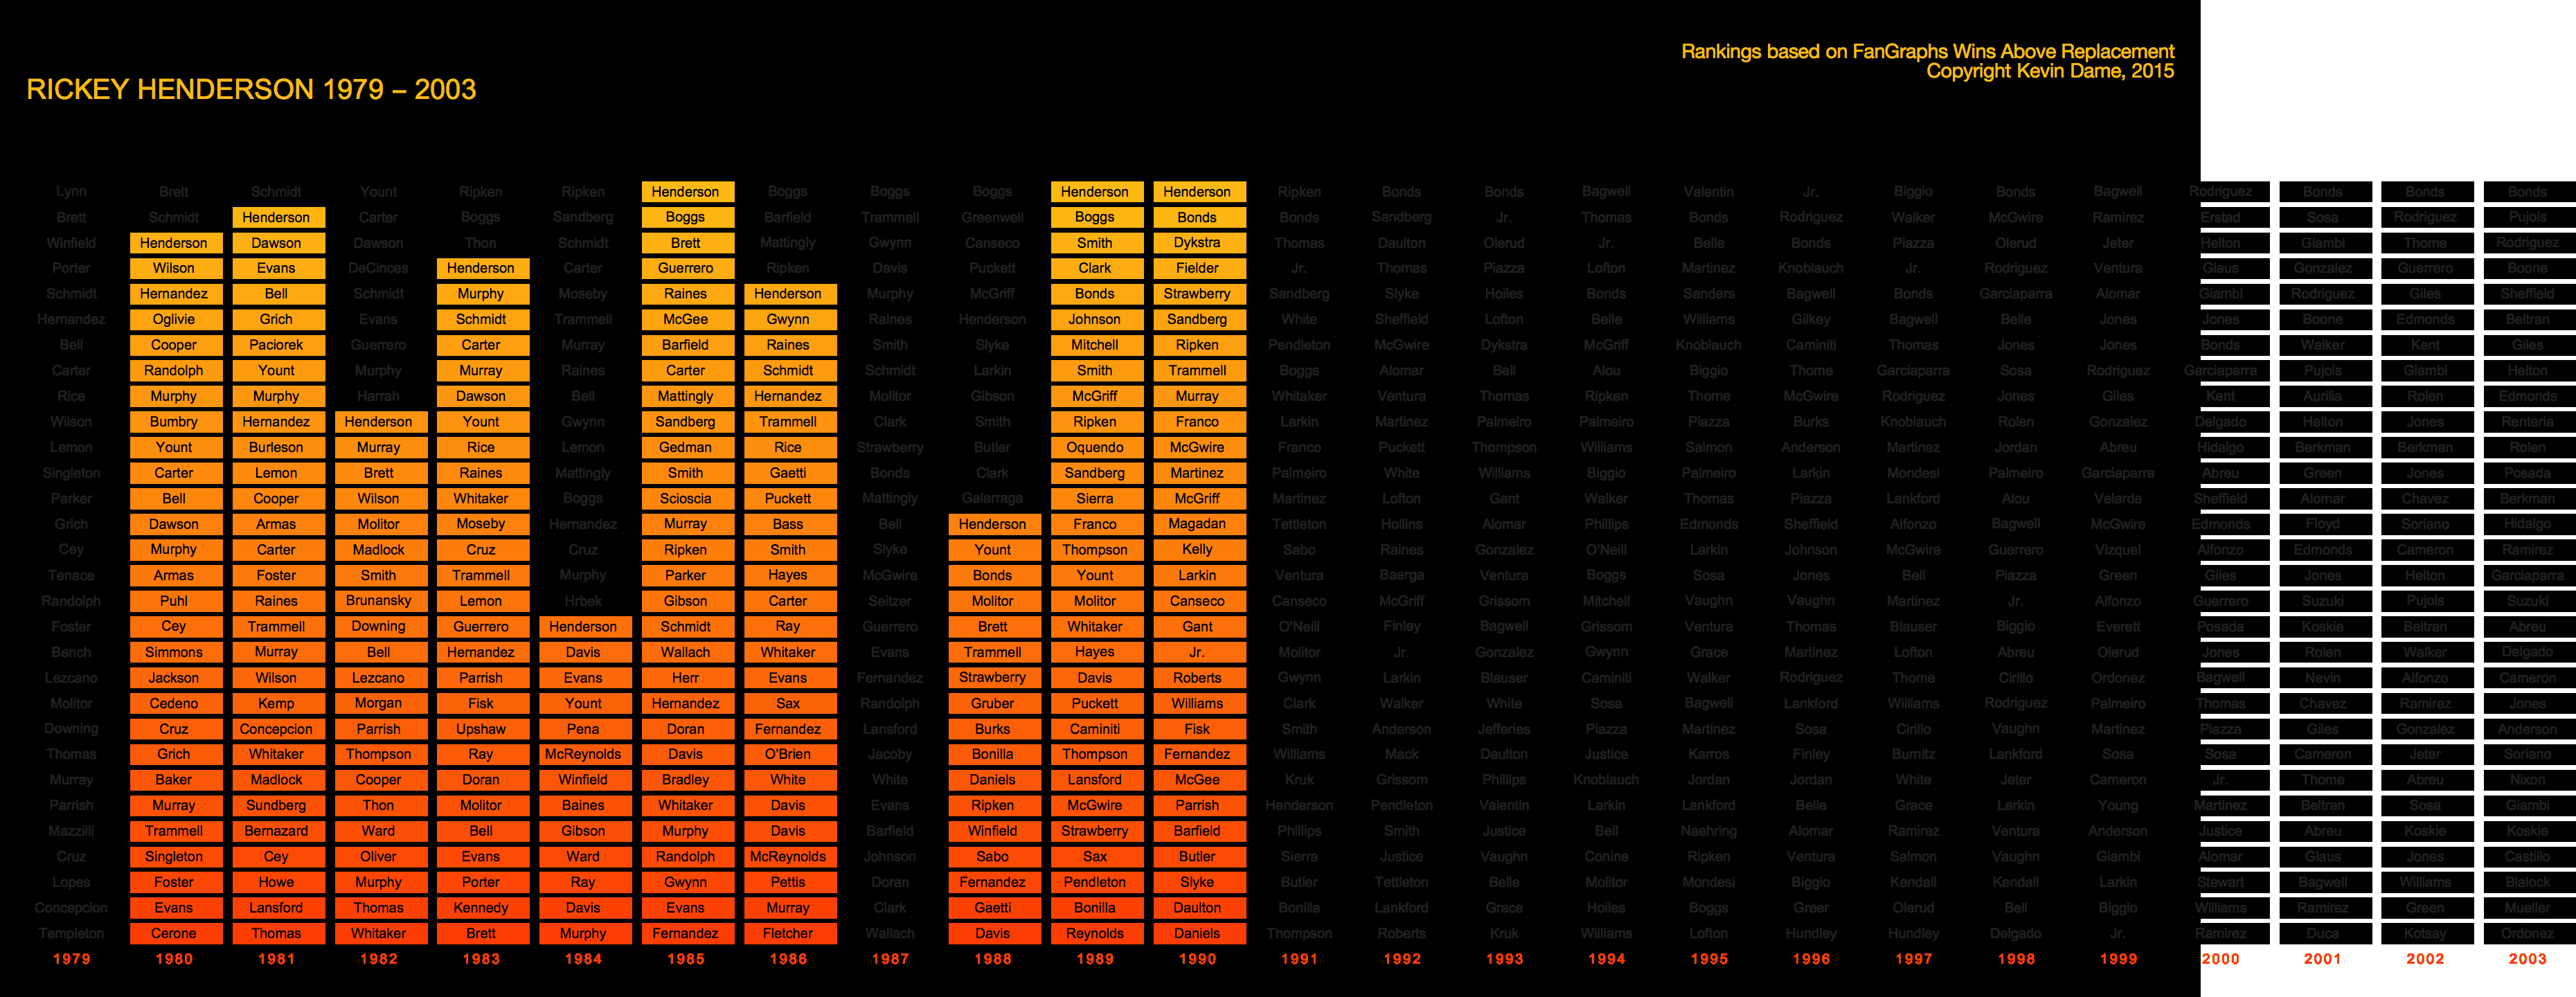 Rankings based on FanGraphs Wins Above Replacement
Copyright Kevin Dame, 2015
RICKEY HENDERSON 1979 – 2003
Lynn Brett Schmidt Yount Ripken Ripken Henderson Boggs Boggs Boggs Henderson Henderson Ripken Bonds Bonds Bagwell Valentin Jr. Biggio Bonds Bagwell Rodriguez Bonds Bonds Bonds
Brett Schmidt Henderson Carter Boggs Sandberg Boggs Barfield Trammell Greenwell Boggs Bonds Bonds Sandberg Jr. Thomas Bonds Rodriguez Walker McGwire Ramirez Erstad Sosa Rodriguez Pujols
Winfield Henderson Dawson Dawson Thon Schmidt Brett Mattingly Gwynn Canseco Smith Dykstra Thomas Daulton Olerud Jr. Belle Bonds Piazza Olerud Jeter Helton Giambi Thome Rodriguez
Porter Wilson Evans DeCinces Henderson Carter Guerrero Ripken Davis Puckett Clark Fielder Jr. Thomas Piazza Lofton Martinez Knoblauch Jr. Rodriguez Ventura Glaus Gonzalez Guerrero Boone
Schmidt Hernandez Bell Schmidt Murphy Moseby Raines Henderson Murphy McGriff Bonds Strawberry Sandberg Slyke Hoiles Bonds Sanders Bagwell Bonds Garciaparra Alomar Giambi Rodriguez Giles Sheffield
Hernandez Oglivie Grich Evans Schmidt Trammell McGee Gwynn Raines Henderson Johnson Sandberg White Sheffield Lofton Belle Williams Gilkey Bagwell Belle Jones Jones Boone Edmonds Beltran
Bell Cooper Paciorek Guerrero Carter Murray Barfield Raines Smith Slyke Mitchell Ripken Pendleton McGwire Dykstra McGriff Knoblauch Caminiti Thomas Jones Jones Bonds Walker Kent Giles
Carter Randolph Yount Murphy Murray Raines Carter Schmidt Schmidt Larkin Smith Trammell Boggs Alomar Bell Alou Biggio Thome Garciaparra Sosa Rodriguez Garciaparra Pujols Giambi Helton
Rice Murphy Murphy Harrah Dawson Bell Mattingly Hernandez Molitor Gibson McGriff Murray Whitaker Ventura Thomas Ripken Thome McGwire Rodriguez Jones Giles Kent Aurilia Rolen Edmonds
Wilson Bumbry Hernandez Henderson Yount Gwynn Sandberg Trammell Clark Smith Ripken Franco Larkin Martinez Palmeiro Palmeiro Piazza Burks Knoblauch Rolen Gonzalez Delgado Helton Jones Renteria
Lemon Yount Burleson Murray Rice Lemon Gedman Rice Strawberry Butler Oquendo McGwire Franco Puckett Thompson Williams Salmon Anderson Martinez Jordan Abreu Hidalgo Berkman Berkman Rolen
Singleton Carter Lemon Brett Raines Mattingly Smith Gaetti Bonds Clark Sandberg Martinez Palmeiro White Williams Biggio Palmeiro Larkin Mondesi Palmeiro Garciaparra Abreu Green Jones Posada
Parker Bell Cooper Wilson Whitaker Boggs Scioscia Puckett Mattingly Galarraga Sierra McGriff Martinez Lofton Gant Walker Thomas Piazza Lankford Alou Velarde Sheffield Alomar Chavez Berkman
Grich Dawson Armas Molitor Moseby Hernandez Murray Bass Bell Henderson Franco Magadan Tettleton Hollins Alomar Phillips Edmonds Sheffield Alfonzo Bagwell McGwire Edmonds Floyd Soriano Hidalgo
Cey Murphy Carter Madlock Cruz Cruz Ripken Smith Slyke Yount Thompson Kelly Sabo Raines Gonzalez O'Neill Larkin Johnson McGwire Guerrero Vizquel Alfonzo Edmonds Cameron Ramirez
Tenace Armas Foster Smith Trammell Murphy Parker Hayes McGwire Bonds Yount Larkin Ventura Baerga Ventura Boggs Sosa Jones Bell Piazza Green Giles Jones Helton Garciaparra
Randolph Puhl Raines Brunansky Lemon Hrbek Gibson Carter Seitzer Molitor Molitor Canseco Canseco McGriff Grissom Mitchell Vaughn Vaughn Martinez Jr. Alfonzo Guerrero Suzuki Pujols Suzuki
Foster Cey Trammell Downing Guerrero Henderson Schmidt Ray Guerrero Brett Whitaker Gant O'Neill Finley Bagwell Grissom Ventura Thomas Blauser Biggio Everett Posada Koskie Beltran Abreu
Bench Simmons Murray Bell Hernandez Davis Wallach Whitaker Evans Trammell Hayes Jr. Molitor Jr. Gonzalez Gwynn Grace Martinez Lofton Abreu Olerud Jones Rolen Walker Delgado
Lezcano Jackson Wilson Lezcano Parrish Evans Herr Evans Fernandez Strawberry Davis Roberts Gwynn Larkin Blauser Caminiti Walker Rodriguez Thome Cirillo Ordonez Bagwell Nevin Alfonzo Cameron
Molitor Cedeno Kemp Morgan Fisk Yount Hernandez Sax Randolph Gruber Puckett Williams Clark Walker White Sosa Bagwell Lankford Williams Rodriguez Palmeiro Thomas Chavez Ramirez Jones
Downing Cruz Concepcion Parrish Upshaw Pena Doran Fernandez Lansford Burks Caminiti Fisk Smith Anderson Jefferies Piazza Martinez Sosa Cirillo Vaughn Martinez Piazza Giles Gonzalez Anderson
Thomas Grich Whitaker Thompson Ray McReynolds Davis O'Brien Jacoby Bonilla Thompson Fernandez Williams Mack Daulton Justice Karros Finley Burnitz Lankford Sosa Sosa Cameron Jeter Soriano
Murray Baker Madlock Cooper Doran Winfield Bradley White White Daniels Lansford McGee Kruk Grissom Phillips Knoblauch Jordan Jordan White Jeter Cameron Jr. Thome Abreu Nixon
Parrish Murray Sundberg Thon Molitor Baines Whitaker Davis Evans Ripken McGwire Parrish Henderson Pendleton Valentin Larkin Lankford Belle Grace Larkin Young Martinez Beltran Sosa Giambi
Mazzilli Trammell Bernazard Ward Bell Gibson Murphy Davis Barfield Winfield Strawberry Barfield Phillips Smith Justice Bell Naehring Alomar Ramirez Ventura Anderson Justice Abreu Koskie Koskie
Cruz Singleton Cey Oliver Evans Ward Randolph McReynolds Johnson Sabo Sax Butler Sierra Justice Vaughn Conine Ripken Ventura Salmon Vaughn Giambi Alomar Glaus Jones Castillo
Lopes Foster Howe Murphy Porter Ray Gwynn Pettis Doran Fernandez Pendleton Slyke Butler Tettleton Belle Molitor Mondesi Biggio Kendall Kendall Larkin Stewart Bagwell Williams Blalock
Concepcion Evans Lansford Thomas Kennedy Davis Evans Murray Clark Gaetti Bonilla Daulton Bonilla Lankford Grace Hoiles Boggs Greer Olerud Bell Biggio Williams Ramirez Green Mueller
Templeton Cerone Thomas Whitaker Brett Murphy Fernandez Fletcher Wallach Davis Reynolds Daniels Thompson Roberts Kruk Williams Lofton Hundley Hundley Delgado Jr. Ramirez Duca Kotsay Ordonez
1979 1980 1981 1982 1983 1984 1985 1986 1987 1988 1989 1990 1991 1992 1993 1994 1995 1996 1997 1998 1999 2000 2001 2002 2003